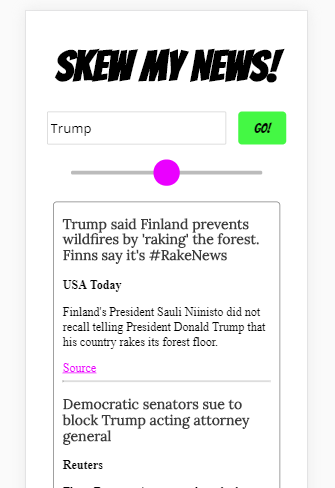 SKEW MY NEWS!
Trump
GO!
Trump said Finland prevents
wildfires by 'raking' the forest.
Finns say it's #RakeNews
USA Today
Finland's President Sauli Niinisto did not
recall telling President Donald Trump that
his country rakes its forest floor.
Source
Democratic senators sue to
block Trump acting attorney
general
Reuters